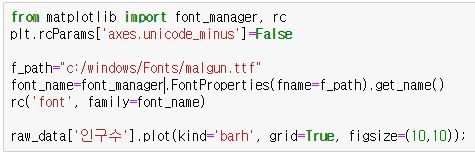 from matplotlib import font_manager, rc
plt.rcParams['axes.unicode_minus']=False
f_path="c:/windows/Fonts/malgun.ttf"
font_name=font_manager.FontProperties(fname=f_path).get_name()
rc('font', family=font_name)
raw_data['인구수'].plot(kind='barh', grid=True, figsize=(10,10));